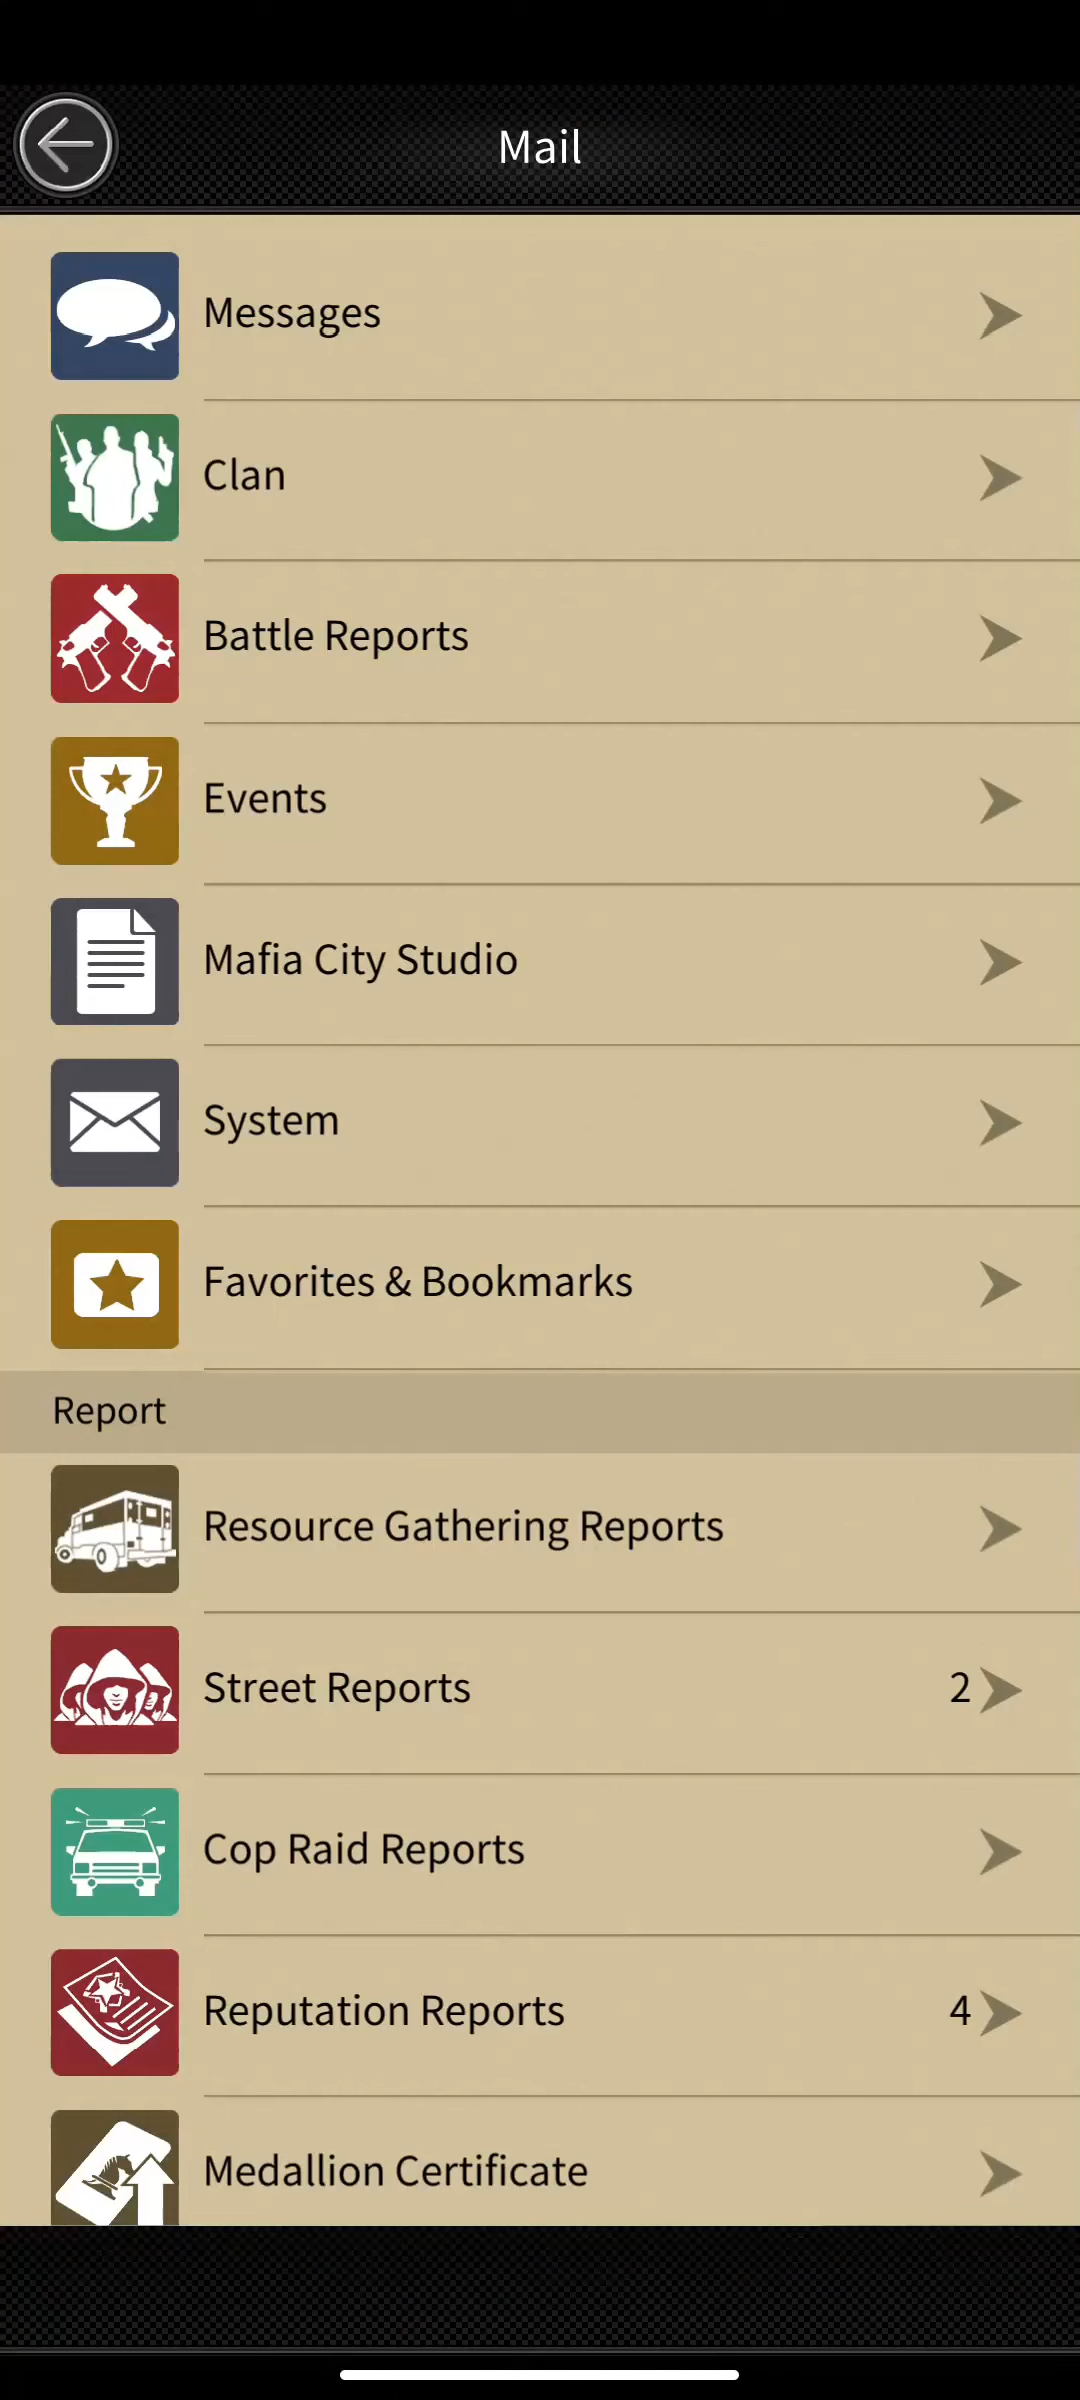 Mail
Messages
Clan
Battle Reports
Events
Mafia City Studio
System
Favorites & Bookmarks
Report
Resource Gathering Reports
Street Reports 2
Cop Raid Reports
Reputation Reports 4
Medallion Certificate